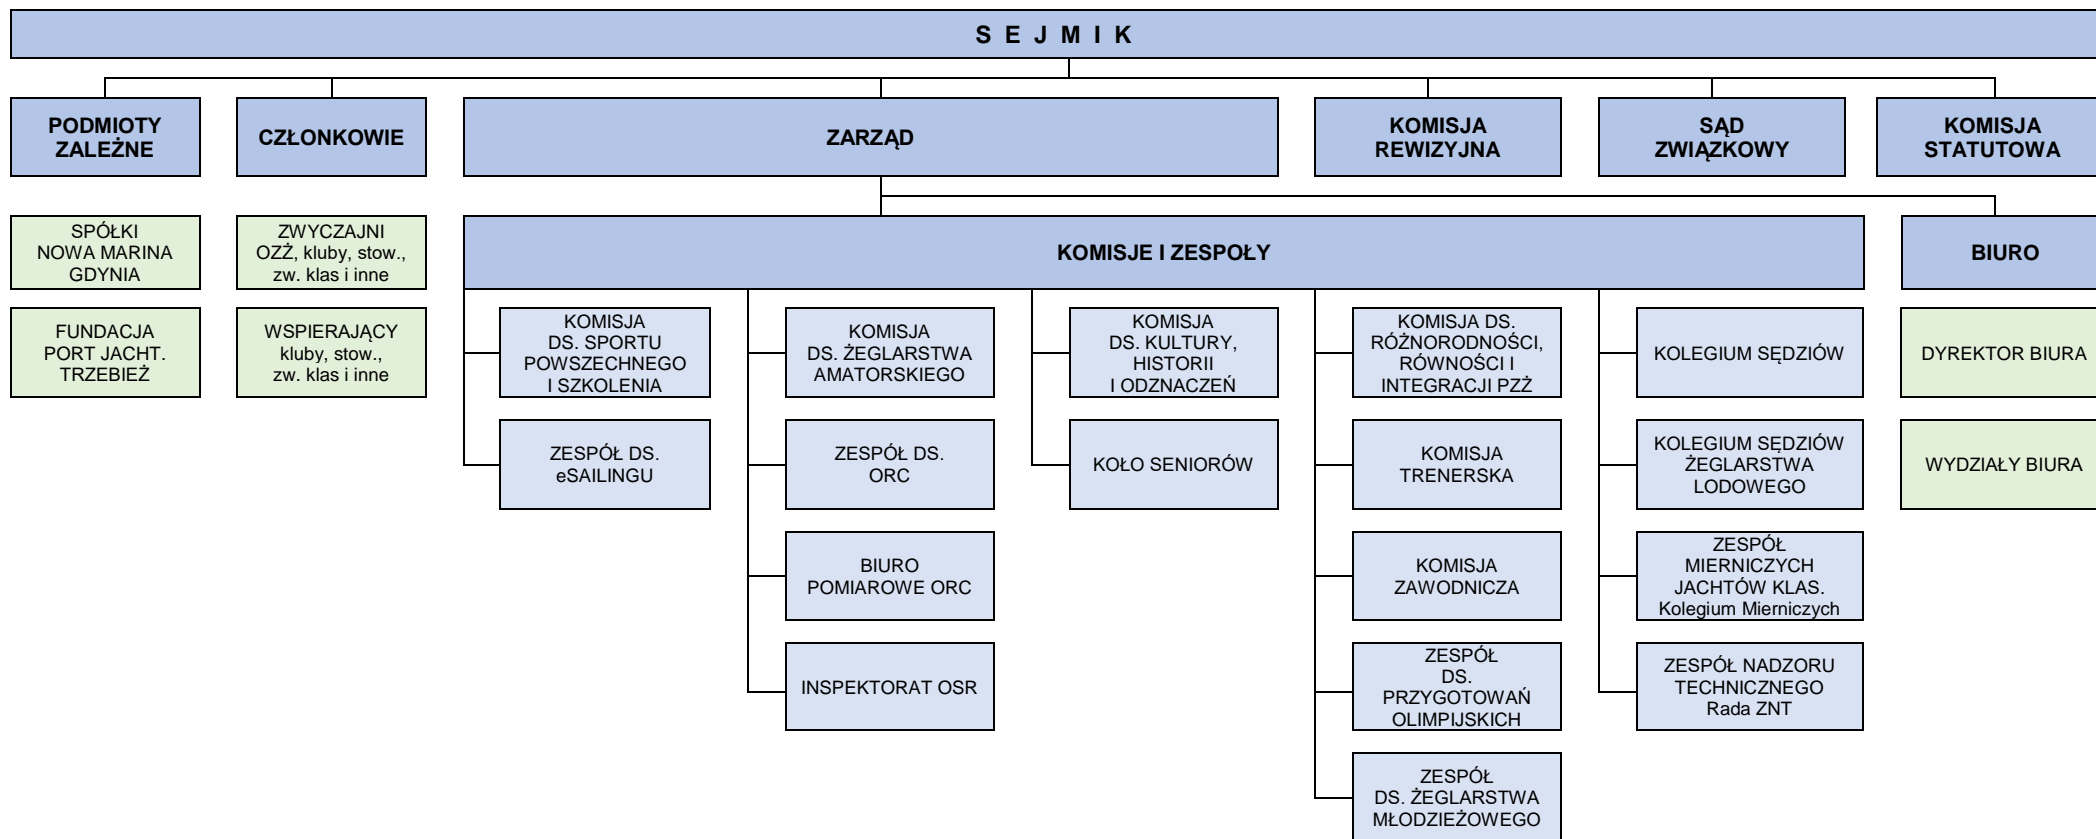 S E J M I K
PODMIOTY
ZALEŻNE
CZŁONKOWIE
ZARZĄD
KOMISJA
REWIZYJNA
SĄD
ZWIĄZKOWY
KOMISJA
STATUTOWA
SPÓŁKI
NOWA MARINA
GDYNIA
ZWYCZAJNI
OZŻ, kluby, stow.,
zw. klas i inne
KOMISJE I ZESPOŁY
BIURO
FUNDACJA
PORT JACHT.
TRZEBIEŻ
WSPIERAJĄCY
kluby, stow.,
zw. klas i inne
KOMISJA
DS. SPORTU
POWSZECHNEGO
I SZKOLENIA
KOMISJA
DS. ŻEGLARSTWA
AMATORSKIEGO
KOMISJA
DS. KULTURY,
HISTORII
I ODZNACZEŃ
KOMISJA DS.
RÓŻNORODNOŚCI,
RÓWNOŚCI I
INTEGRACJI PZŻ
KOLEGIUM SĘDZIÓW
DYREKTOR BIURA
ZESPÓŁ DS.
eSAILINGU
ZESPÓŁ DS.
ORC
KOŁO SENIORÓW
KOMISJA
TRENERSKA
KOLEGIUM SĘDZIÓW
ŻEGLARSTWA
LODOWEGO
WYDZIAŁY BIURA
BIURO
POMIAROWE ORC
KOMISJA
ZAWODNICZA
ZESPÓŁ
MIERNICZYCH
JACHTÓW KLAS.
Kolegium Mierniczych
INSPEKTORAT OSR
ZESPÓŁ
DS.
PRZYGOTOWAŃ
OLIMPIJSKICH
ZESPÓŁ NADZORU
TECHNICZNEGO
Rada ZNT
ZESPÓŁ
DS. ŻEGLARSTWA
MŁODZIEŻOWEGO